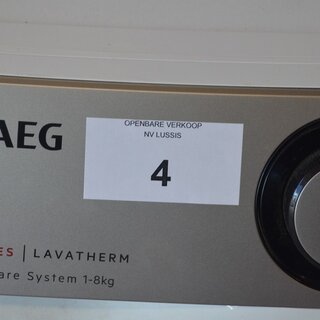 AEG
OPENBARE VERKOOP
NV LUSSIS
4
ES | LAVATHERM
are System 1-8kg